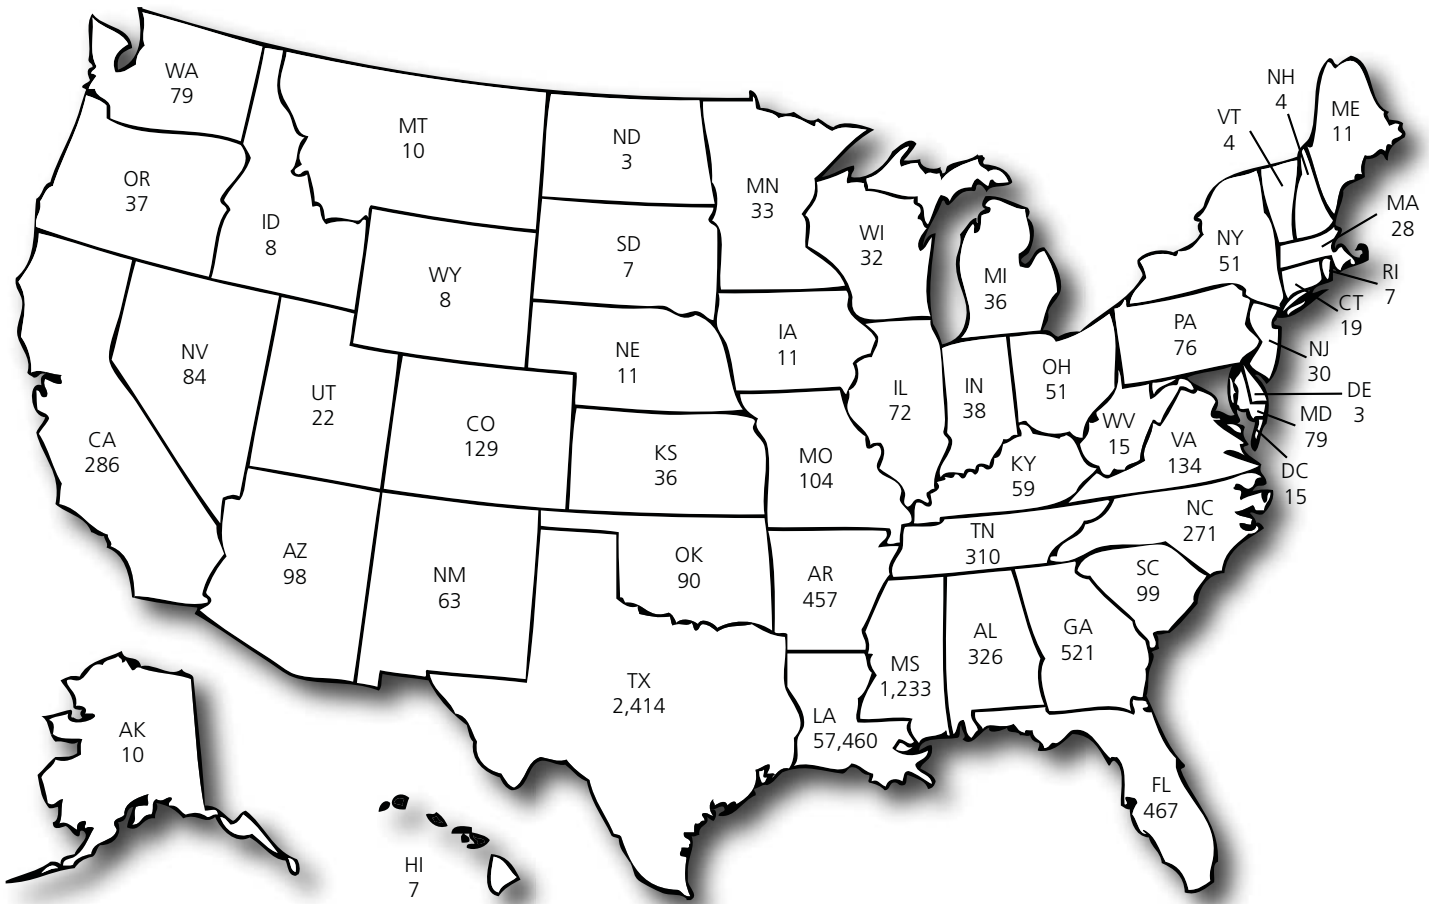 WA
79
MT
10
ND
3
MN
33
NH
4
VT
4
ME
11
OR
37
ID
8
SD
7
WI
32
MI
36
NY
51
MA
28
RI
7
CT
19
WY
8
NV
84
UT
22
NE
11
IA
11
IL
72
IN
38
OH
51
PA
76
NJ
30
DE
3
MD
79
DC
15
CA
286
CO
129
KS
36
MO
104
KY
59
WV
15
VA
134
NC
271
AZ
98
NM
63
OK
90
AR
457
TN
310
SC
99
TX
2,414
LA
57,460
MS
1,233
AL
326
GA
521
FL
467
AK
10
HI
7